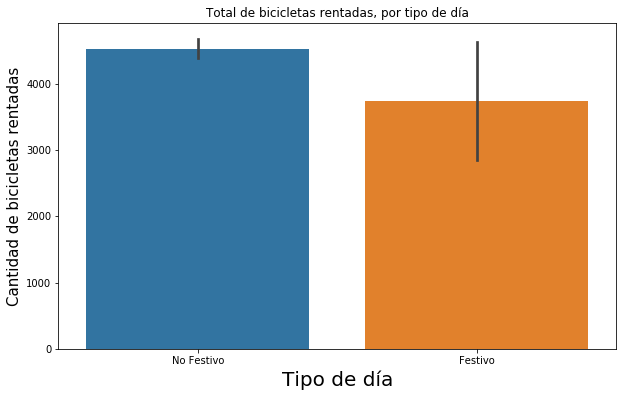 Total de bicicletas rentadas, por tipo de día
Cantidad de bicicletas rentadas
4000
3000
2000
1000
0
No Festivo
Festivo
Tipo de día